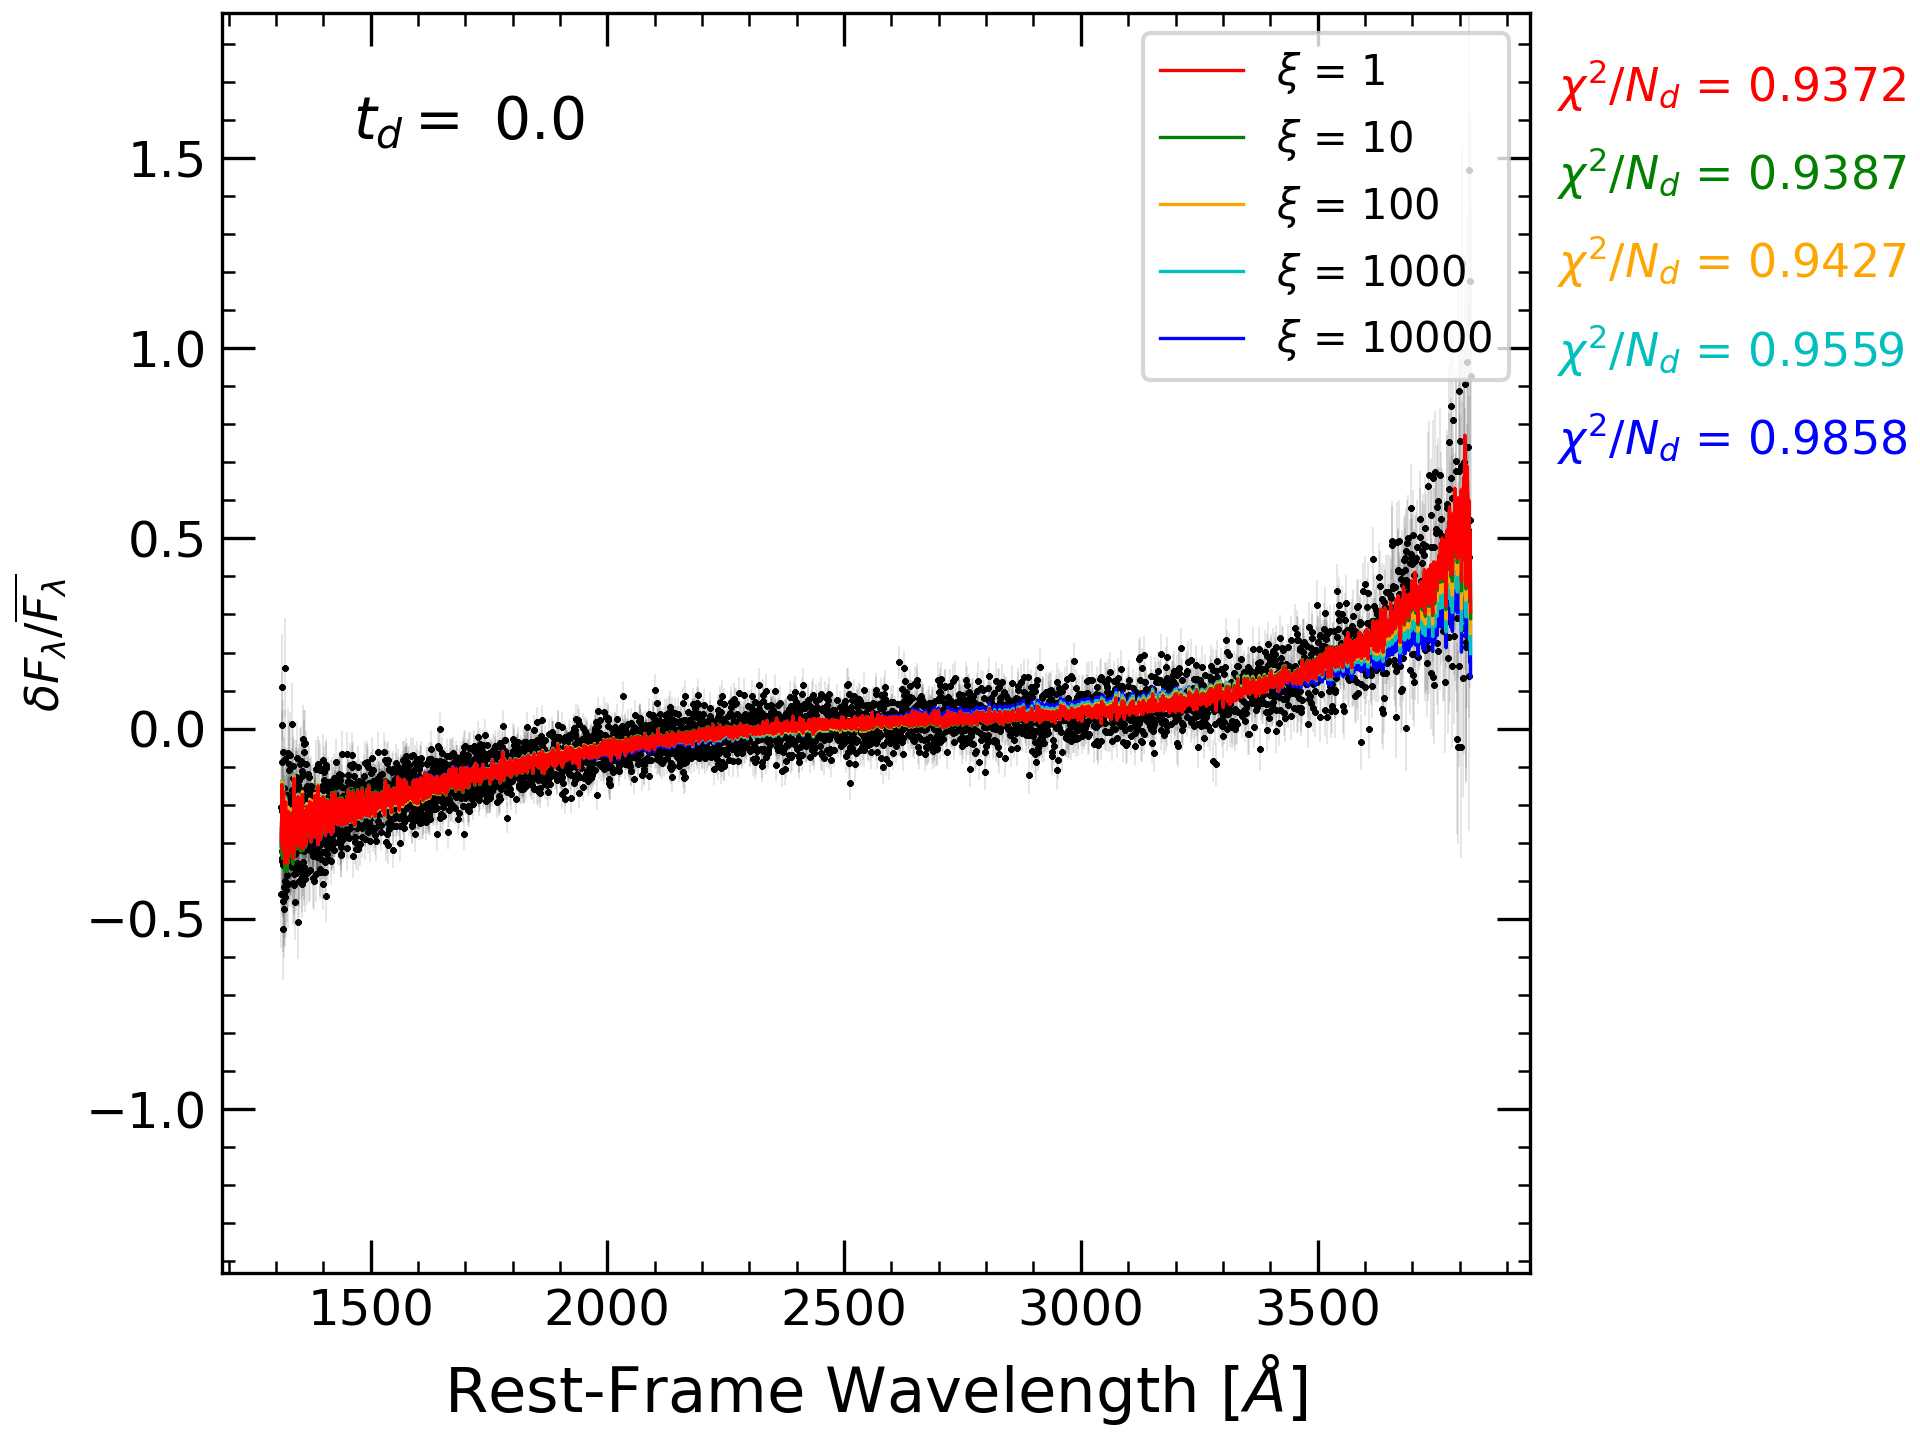 t_d = 0.0
ξ = 1
ξ = 10
ξ = 100
ξ = 1000
ξ = 10000
χ²/N_d = 0.9372
χ²/N_d = 0.9387
χ²/N_d = 0.9427
χ²/N_d = 0.9559
χ²/N_d = 0.9858
1.5
1.0
0.5
0.0
−0.5
−1.0
δF_λ/F̅_λ
1500 2000 2500 3000 3500
Rest-Frame Wavelength [Å]